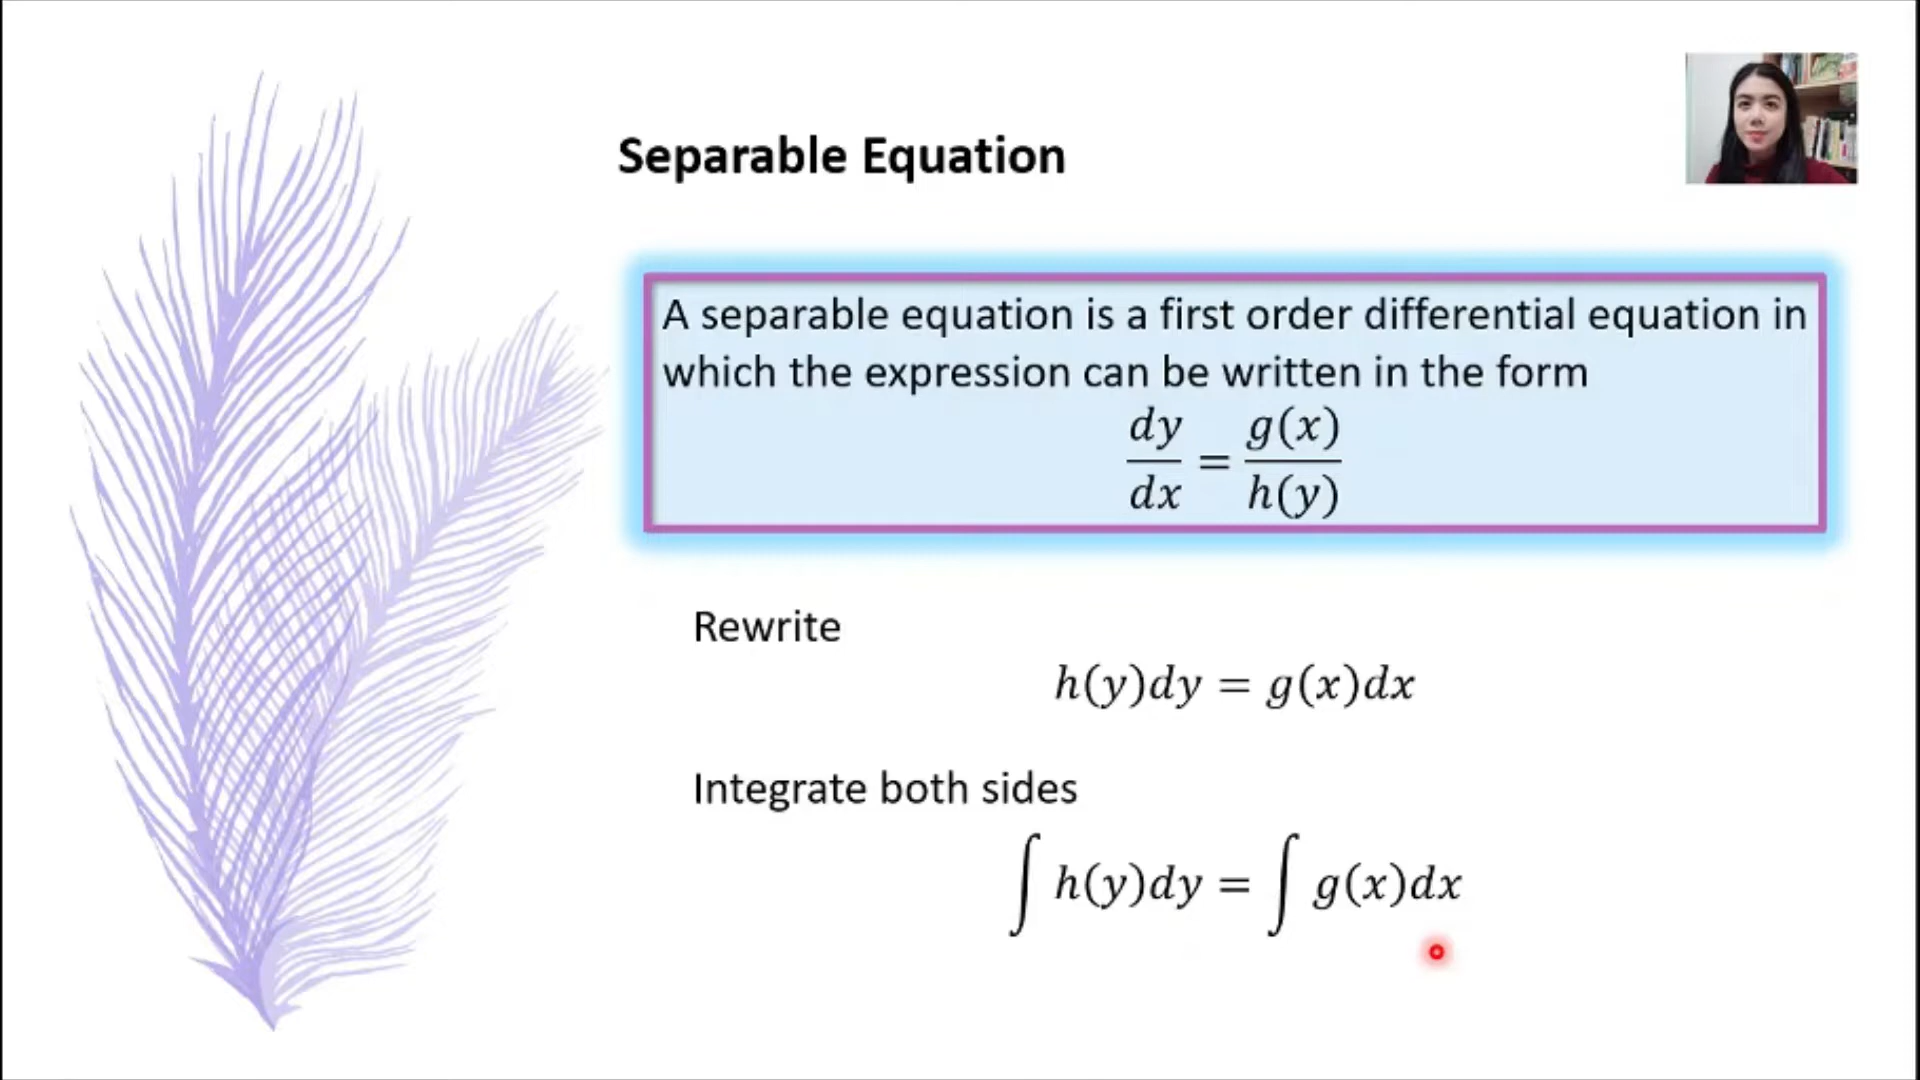 Separable Equation
A separable equation is a first order differential equation in
which the expression can be written in the form
dy/dx = g(x)/h(y)
Rewrite
h(y)dy = g(x)dx
Integrate both sides
∫ h(y)dy = ∫ g(x)dx